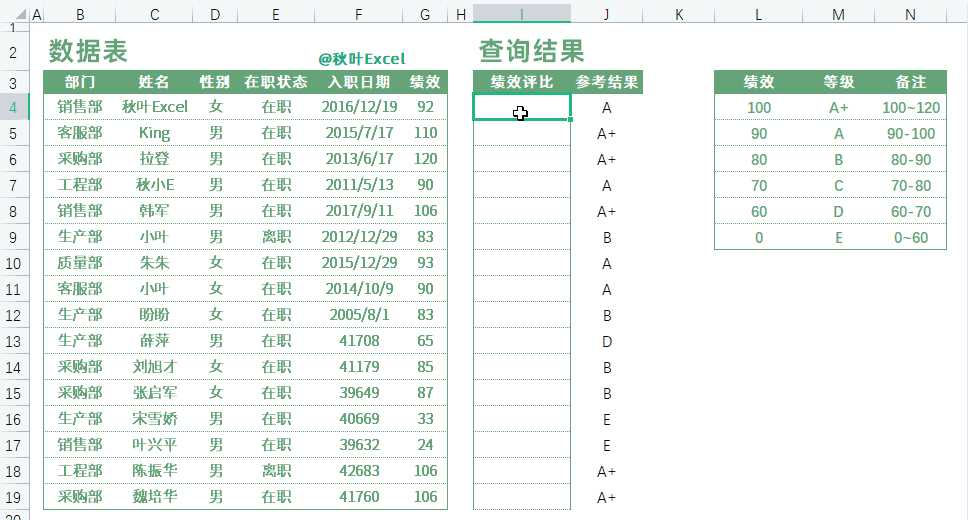 A B C D E F G H I J K L M N
1
2 数据表 @秋叶Excel 查询结果
3 部门 姓名 性别 在职状态 入职日期 绩效 绩效评比 参考结果 绩效 等级 备注
4 销售部 秋叶Excel 女 在职 2016/12/19 92 A 100 A+ 100~120
5 客服部 King 男 在职 2015/7/17 110 A+ 90 A 90-100
6 采购部 拉登 男 在职 2013/6/17 120 A+ 80 B 80-90
7 工程部 秋小E 男 在职 2011/5/13 90 A 70 C 70-80
8 销售部 韩军 男 在职 2017/9/11 106 A+ 60 D 60-70
9 生产部 小叶 男 离职 2012/12/29 83 B 0 E 0~60
10 质量部 朱朱 女 在职 2015/12/29 93 A
11 客服部 小叶 女 在职 2014/10/9 90 A
12 生产部 盼盼 女 在职 2005/8/1 83 B
13 生产部 薛萍 男 在职 41708 65 D
14 采购部 刘旭才 女 在职 41179 85 B
15 采购部 张启军 女 在职 39649 87 B
16 生产部 宋雪娇 男 在职 40669 33 E
17 销售部 叶兴平 男 在职 39632 24 E
18 工程部 陈振华 男 离职 42683 106 A+
19 采购部 魏培华 男 在职 41760 106 A+
20